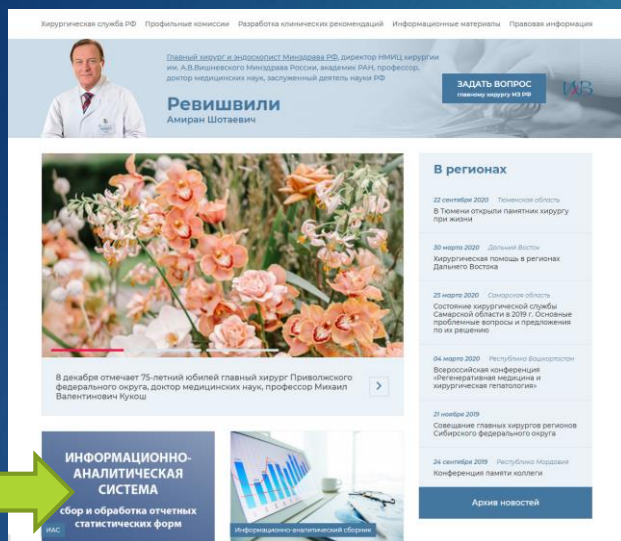 Хирургическая служба РФ Профильные комиссии Разработка клинических рекомендаций Информационные материалы Правовая информация
Главный хирург и эндоскопист Минздрава РФ, директор НМИЦ хирургии
им. А.В.Вишневского Минздрава России, академик РАН, профессор,
доктор медицинских наук, заслуженный деятель науки РФ
Ревишвили
Амиран Шотаевич
ЗАДАТЬ ВОПРОС
главному хирургу МЗ РФ
В регионах
22 сентября 2020 Тюменская область
В Тюмени открыли памятник хирургу
при жизни
30 марта 2020 Дальний Восток
Хирургическая помощь в регионах
Дальнего Востока
25 марта 2020 Самарская область
Состояние хирургической службы
Самарской области в 2019 г. Основные
проблемные вопросы и предложения
по их решению
04 марта 2020 Республика Башкортостан
Всероссийская конференция
«Регенеративная медицина и
хирургическая гепатология»
21 ноября 2019
Совещание главных хирургов регионов
Сибирского федерального округа
24 сентября 2019 Республика Мордовия
Конференция памяти коллеги
Архив новостей
8 декабря отмечает 75-летний юбилей главный хирург Приволжского
федерального округа, доктор медицинских наук, профессор Михаил
Валентинович Кукош
ИНФОРМАЦИОННО-
АНАЛИТИЧЕСКАЯ
СИСТЕМА
сбор и обработка отчетных
статистических форм
ИАС
Информационно-аналитический сборник